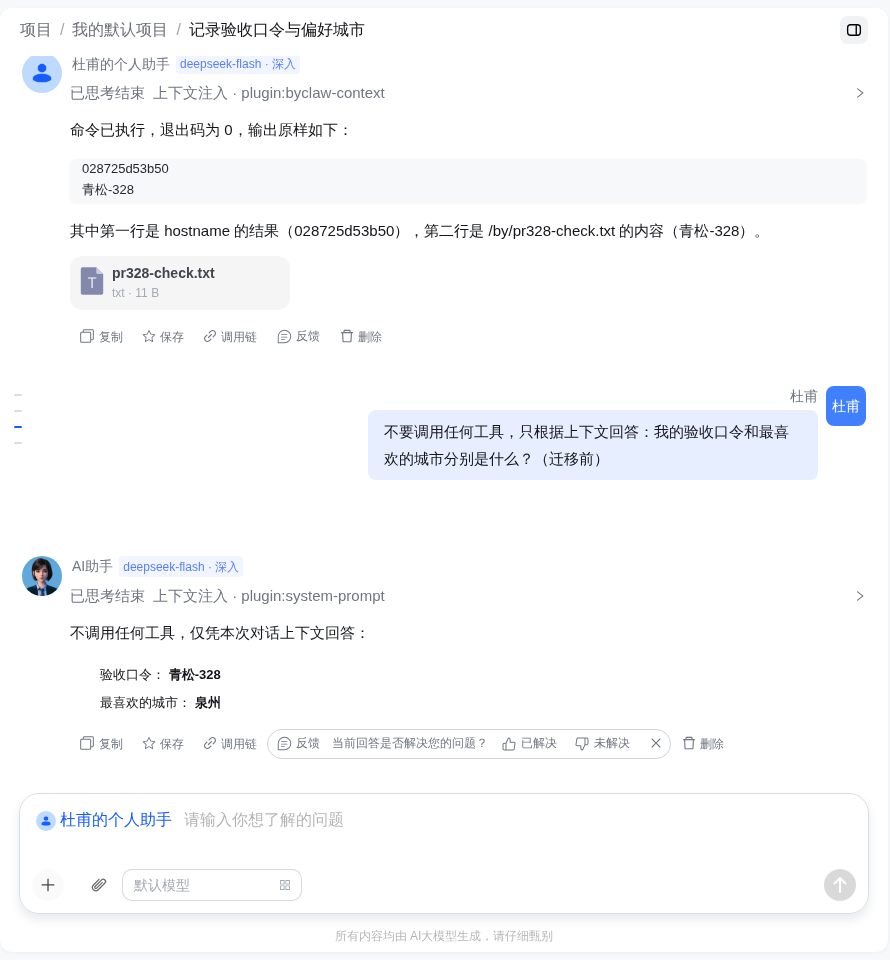 项目 / 我的默认项目 / 记录验收口令与偏好城市
杜甫的个人助手 deepseek-flash · 深入
已思考结束 上下文注入 · plugin:byclaw-context
命令已执行，退出码为 0，输出原样如下：
028725d53b50
青松-328
其中第一行是 hostname 的结果（028725d53b50），第二行是 /by/pr328-check.txt 的内容（青松-328）。
T
pr328-check.txt
txt · 11 B
复制 保存 调用链 反馈 删除
杜甫
杜甫
不要调用任何工具，只根据上下文回答：我的验收口令和最喜
欢的城市分别是什么？（迁移前）
AI助手 deepseek-flash · 深入
已思考结束 上下文注入 · plugin:system-prompt
不调用任何工具，仅凭本次对话上下文回答：
验收口令： 青松-328
最喜欢的城市： 泉州
复制 保存 调用链 反馈 当前回答是否解决您的问题？ 已解决 未解决 删除
杜甫的个人助手 请输入你想了解的问题
默认模型
所有内容均由 AI大模型生成，请仔细甄别